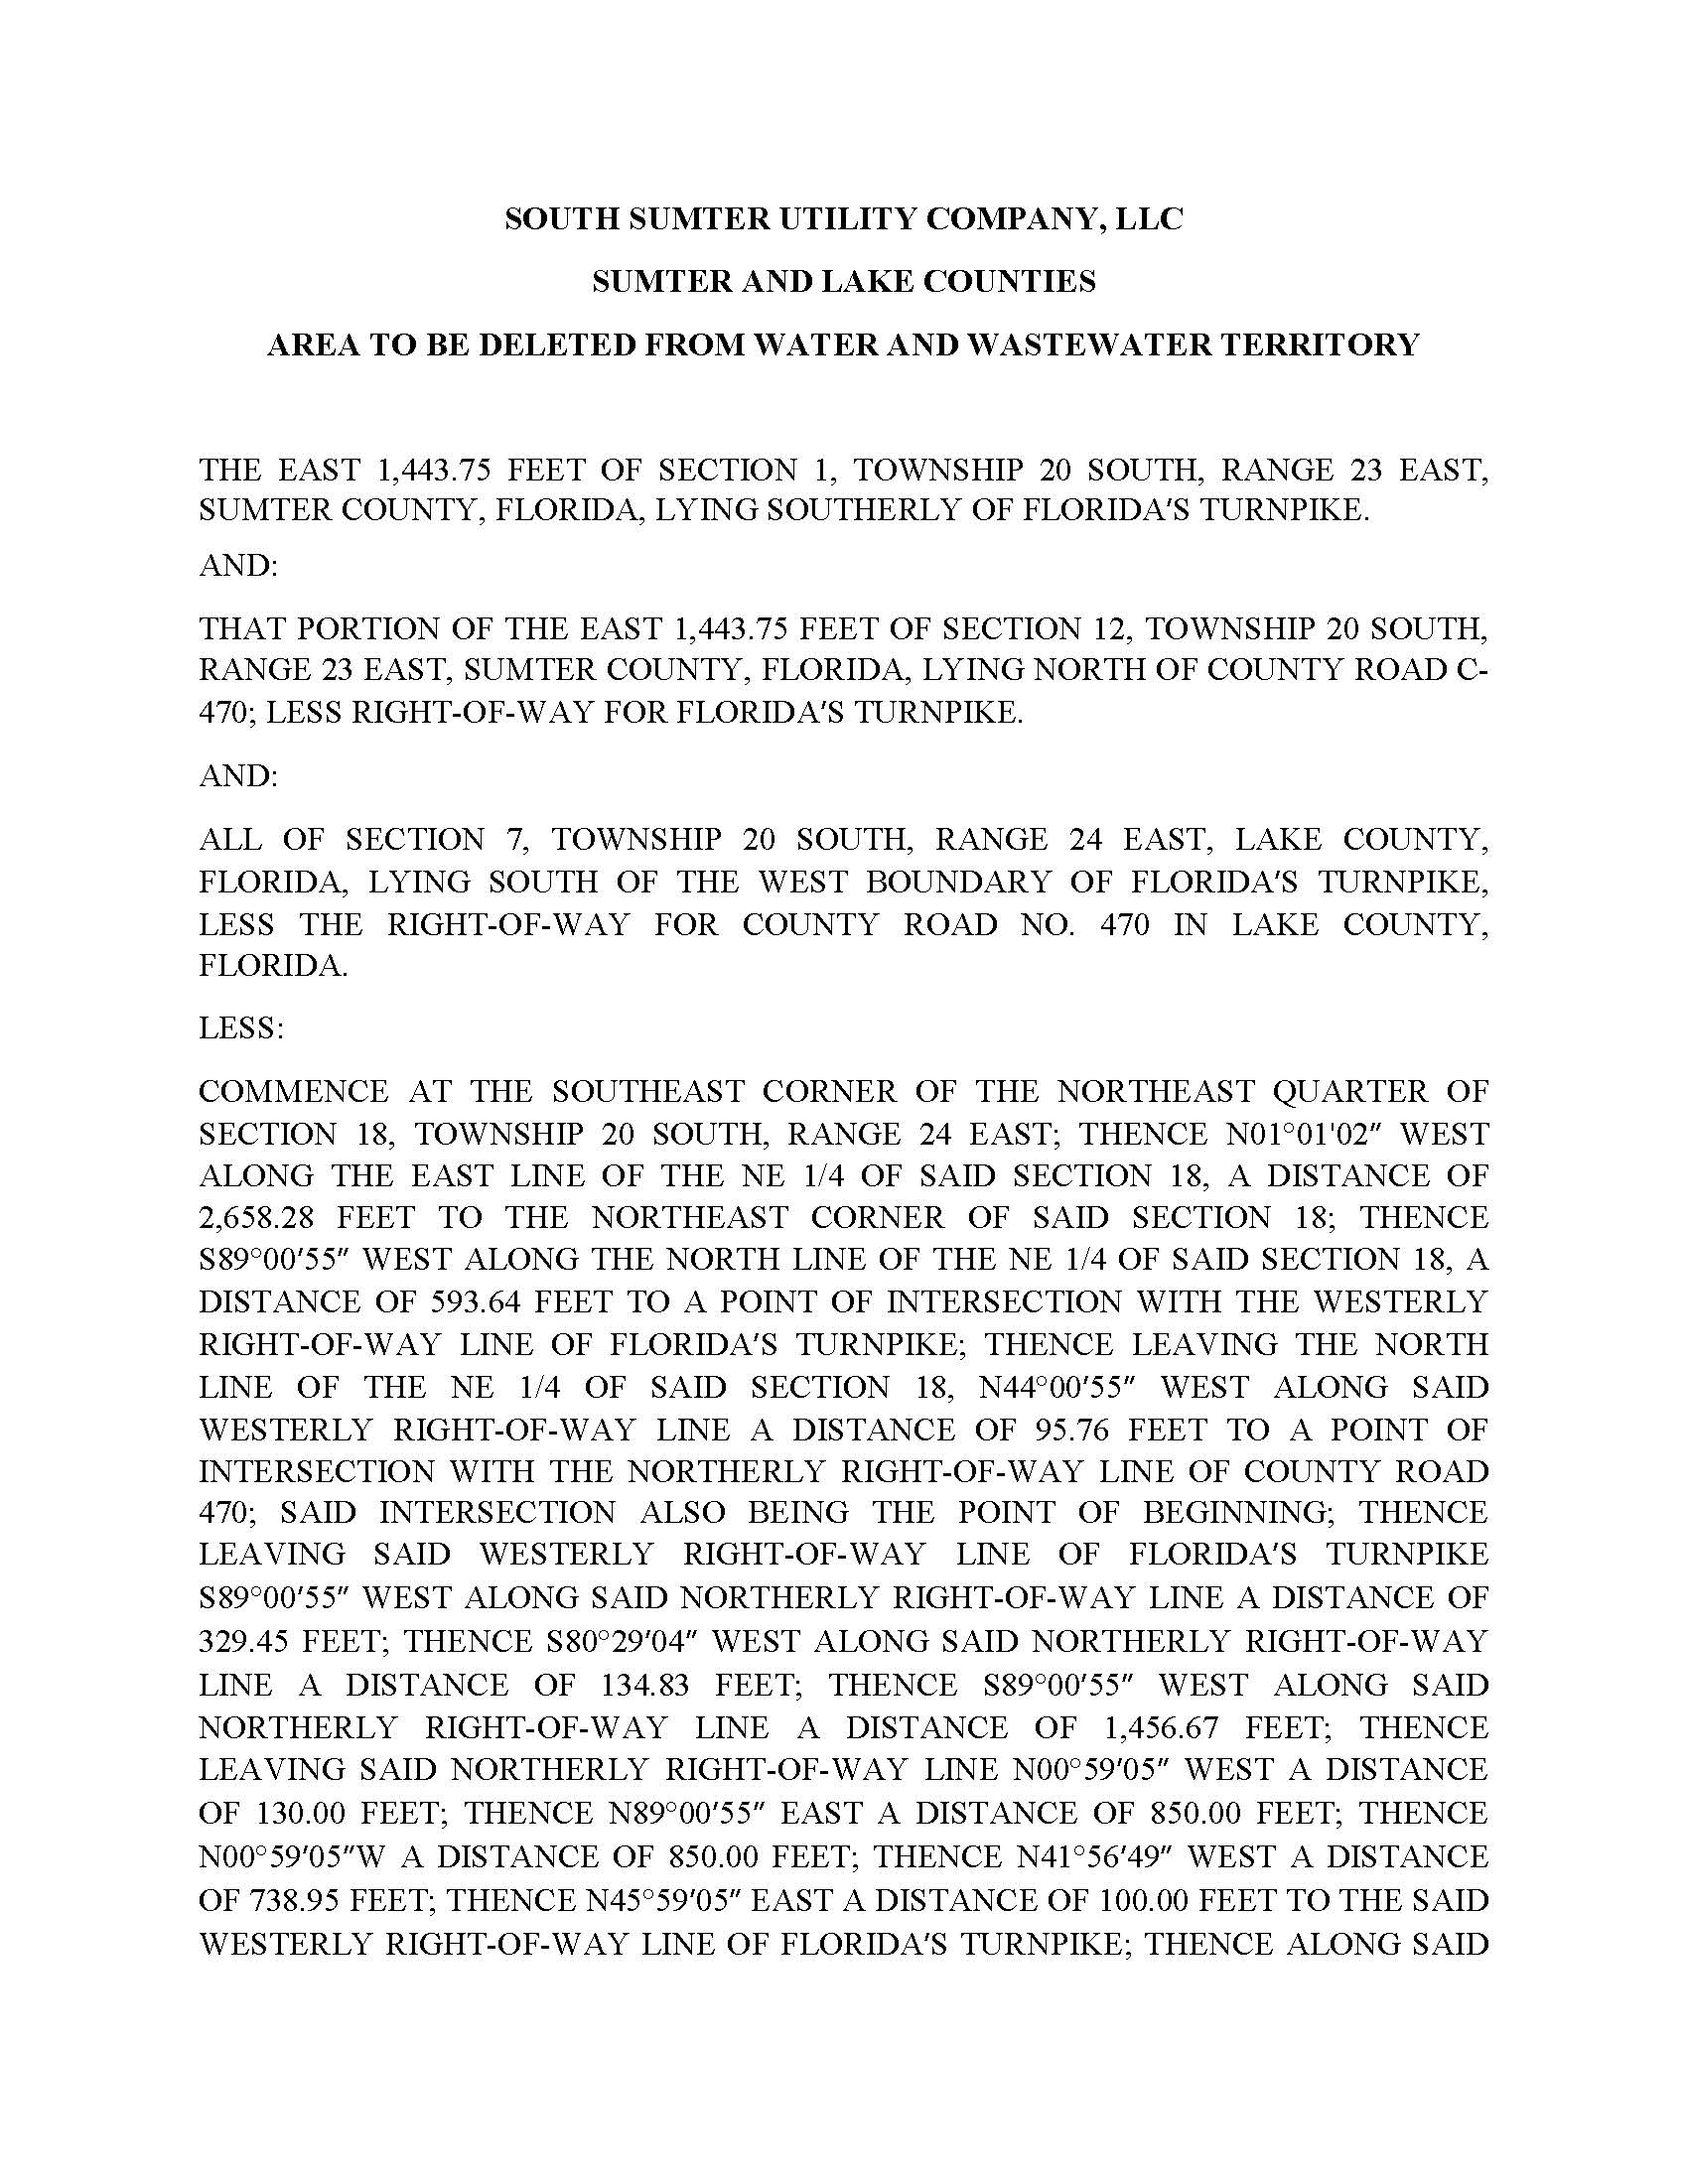 SOUTH SUMTER UTILITY COMPANY, LLC
SUMTER AND LAKE COUNTIES
AREA TO BE DELETED FROM WATER AND WASTEWATER TERRITORY
THE EAST 1,443.75 FEET OF SECTION 1, TOWNSHIP 20 SOUTH, RANGE 23 EAST,
SUMTER COUNTY, FLORIDA, LYING SOUTHERLY OF FLORIDA′S TURNPIKE.
AND:
THAT PORTION OF THE EAST 1,443.75 FEET OF SECTION 12, TOWNSHIP 20 SOUTH,
RANGE 23 EAST, SUMTER COUNTY, FLORIDA, LYING NORTH OF COUNTY ROAD C-
470; LESS RIGHT-OF-WAY FOR FLORIDA′S TURNPIKE.
AND:
ALL OF SECTION 7, TOWNSHIP 20 SOUTH, RANGE 24 EAST, LAKE COUNTY,
FLORIDA, LYING SOUTH OF THE WEST BOUNDARY OF FLORIDA′S TURNPIKE,
LESS THE RIGHT-OF-WAY FOR COUNTY ROAD NO. 470 IN LAKE COUNTY,
FLORIDA.
LESS:
COMMENCE AT THE SOUTHEAST CORNER OF THE NORTHEAST QUARTER OF
SECTION 18, TOWNSHIP 20 SOUTH, RANGE 24 EAST; THENCE N01°01'02″ WEST
ALONG THE EAST LINE OF THE NE 1/4 OF SAID SECTION 18, A DISTANCE OF
2,658.28 FEET TO THE NORTHEAST CORNER OF SAID SECTION 18; THENCE
S89°00′55″ WEST ALONG THE NORTH LINE OF THE NE 1/4 OF SAID SECTION 18, A
DISTANCE OF 593.64 FEET TO A POINT OF INTERSECTION WITH THE WESTERLY
RIGHT-OF-WAY LINE OF FLORIDA′S TURNPIKE; THENCE LEAVING THE NORTH
LINE OF THE NE 1/4 OF SAID SECTION 18, N44°00′55″ WEST ALONG SAID
WESTERLY RIGHT-OF-WAY LINE A DISTANCE OF 95.76 FEET TO A POINT OF
INTERSECTION WITH THE NORTHERLY RIGHT-OF-WAY LINE OF COUNTY ROAD
470; SAID INTERSECTION ALSO BEING THE POINT OF BEGINNING; THENCE
LEAVING SAID WESTERLY RIGHT-OF-WAY LINE OF FLORIDA′S TURNPIKE
S89°00′55″ WEST ALONG SAID NORTHERLY RIGHT-OF-WAY LINE A DISTANCE OF
329.45 FEET; THENCE S80°29′04″ WEST ALONG SAID NORTHERLY RIGHT-OF-WAY
LINE A DISTANCE OF 134.83 FEET; THENCE S89°00′55″ WEST ALONG SAID
NORTHERLY RIGHT-OF-WAY LINE A DISTANCE OF 1,456.67 FEET; THENCE
LEAVING SAID NORTHERLY RIGHT-OF-WAY LINE N00°59′05″ WEST A DISTANCE
OF 130.00 FEET; THENCE N89°00′55″ EAST A DISTANCE OF 850.00 FEET; THENCE
N00°59′05″W A DISTANCE OF 850.00 FEET; THENCE N41°56′49″ WEST A DISTANCE
OF 738.95 FEET; THENCE N45°59′05″ EAST A DISTANCE OF 100.00 FEET TO THE SAID
WESTERLY RIGHT-OF-WAY LINE OF FLORIDA′S TURNPIKE; THENCE ALONG SAID